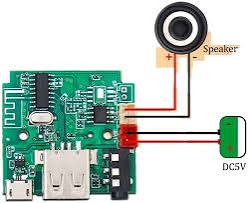 Speaker
+ -
-
+
DC5V